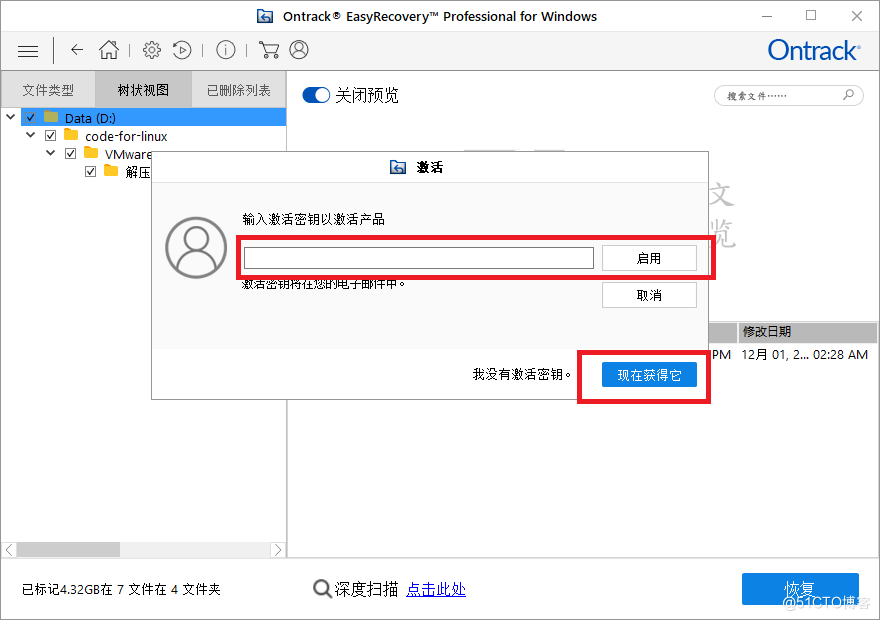 Ontrack® EasyRecovery™ Professional for Windows
Ontrack®
文件类型 树状视图 已删除列表
关闭预览
搜索文件······
Data (D:)
code-for-linux
VMware
解压
激活
输入激活密钥以激活产品
启用
激活密钥将在您的电子邮件中。
取消
我没有激活密钥。 现在获得它
文
览
修改日期
PM 12月 01, 2... 02:28 AM
已标记4.32GB在 7 文件在 4 文件夹
深度扫描 点击此处
恢复
@51CTO博客